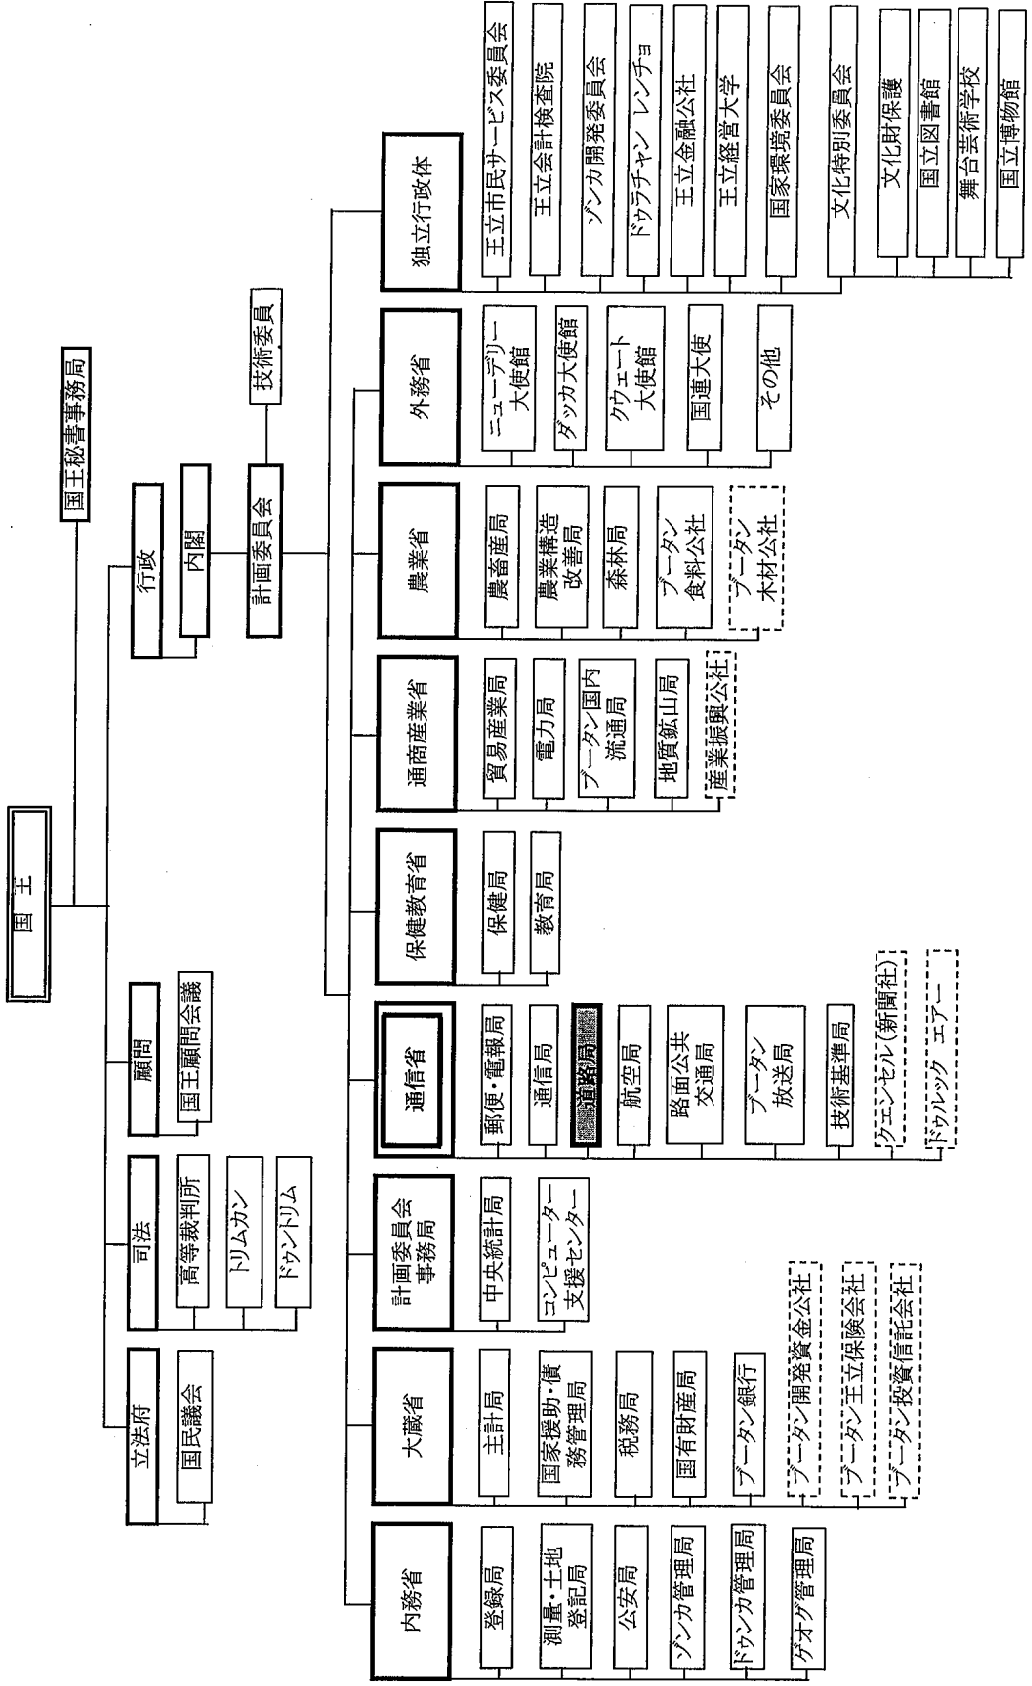 国王
国王秘書事務局
立法府
国民議会
司法
高等裁判所
トリムカン
ドゥントリム
顧問
国王顧問会議
行政
内閣
計画委員会
技術委員
内務省
登録局
測量・土地
登記局
公安局
ゾンカ管理局
ドゥンカ管理局
ゲオグ管理局
大蔵省
主計局
国家援助・債
務管理局
税務局
国有財産局
ブータン銀行
ブータン開発資金公社
ブータン王立保険会社
ブータン投資信託会社
計画委員会
事務局
中央統計局
コンピューター
支援センター
通信省
郵便・電報局
通信局
道路局
航空局
路面公共
交通局
ブータン
放送局
技術基準局
クエンセル(新聞社)
ドゥルック エアー
保健教育省
保健局
教育局
通商産業省
貿易産業局
電力局
ブータン国内
流通局
地質鉱山局
産業振興公社
農業省
農畜産局
農業構造
改善局
森林局
ブータン
食料公社
ブータン
木材公社
外務省
ニューデリー
大使館
ダッカ大使館
クウェート
大使館
国連大使
その他
独立行政体
王立市民サービス委員会
王立会計検査院
ゾンカ開発委員会
ドゥラチャン レンチョ
王立金融公社
王立経営大学
国家環境委員会
文化特別委員会
文化財保護
国立図書館
舞台芸術学校
国立博物館